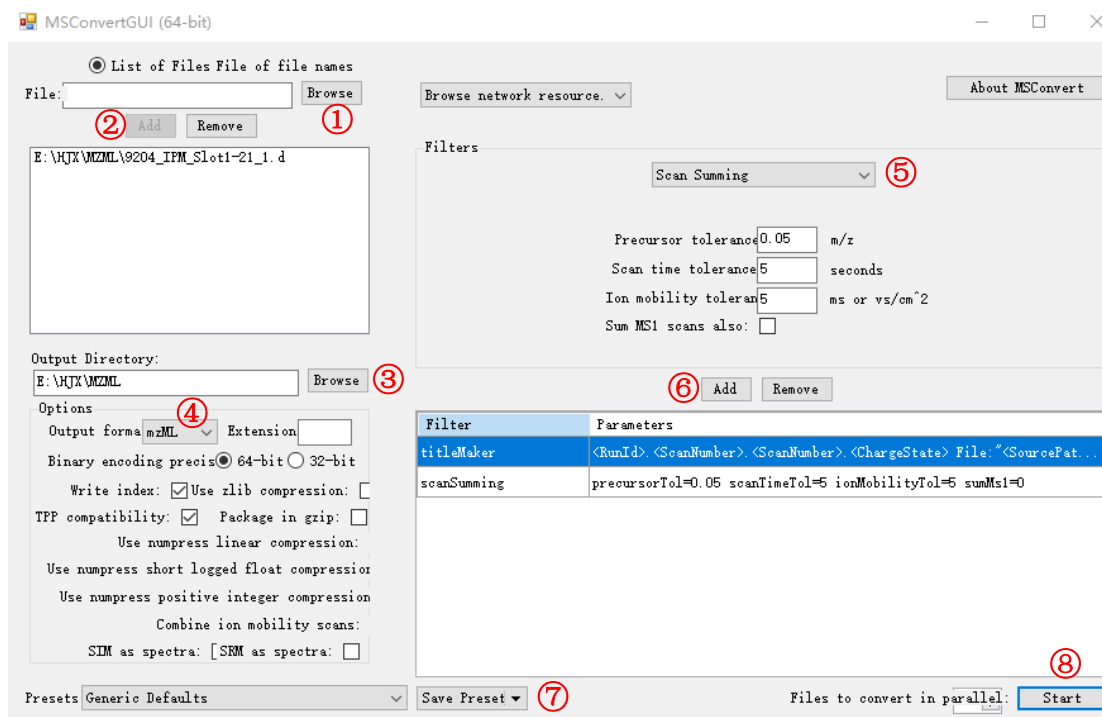 MSConvertGUI (64-bit)
List of Files File of file names
File:
Browse
①
Browse network resource.
About MSConvert
②
Add
Remove
E:\HJX\MZML\9204_IPM_Slot1-21_1.d
Filters
Scan Summing
⑤
Precursor tolerance 0.05 m/z
Scan time tolerance 5 seconds
Ion mobility toleran 5 ms or vs/cm^2
Sum MS1 scans also:
Output Directory:
E:\HJX\MZML
Browse
③
⑥
Add
Remove
Options
④
Output forma mzML Extension
Binary encoding precis 64-bit 32-bit
Write index: Use zlib compression:
TPP compatibility: Package in gzip:
Use numpress linear compression:
Use numpress short logged float compression
Use numpress positive integer compression
Combine ion mobility scans:
SIM as spectra: SRM as spectra:
Filter Parameters
titleMaker <RunId>.<ScanNumber>.<ScanNumber>.<ChargeState> File:"<SourcePat...
scanSumming precursorTol=0.05 scanTimeTol=5 ionMobilityTol=5 sumMs1=0
⑧
Presets Generic Defaults
Save Preset
⑦
Files to convert in parallel:
Start